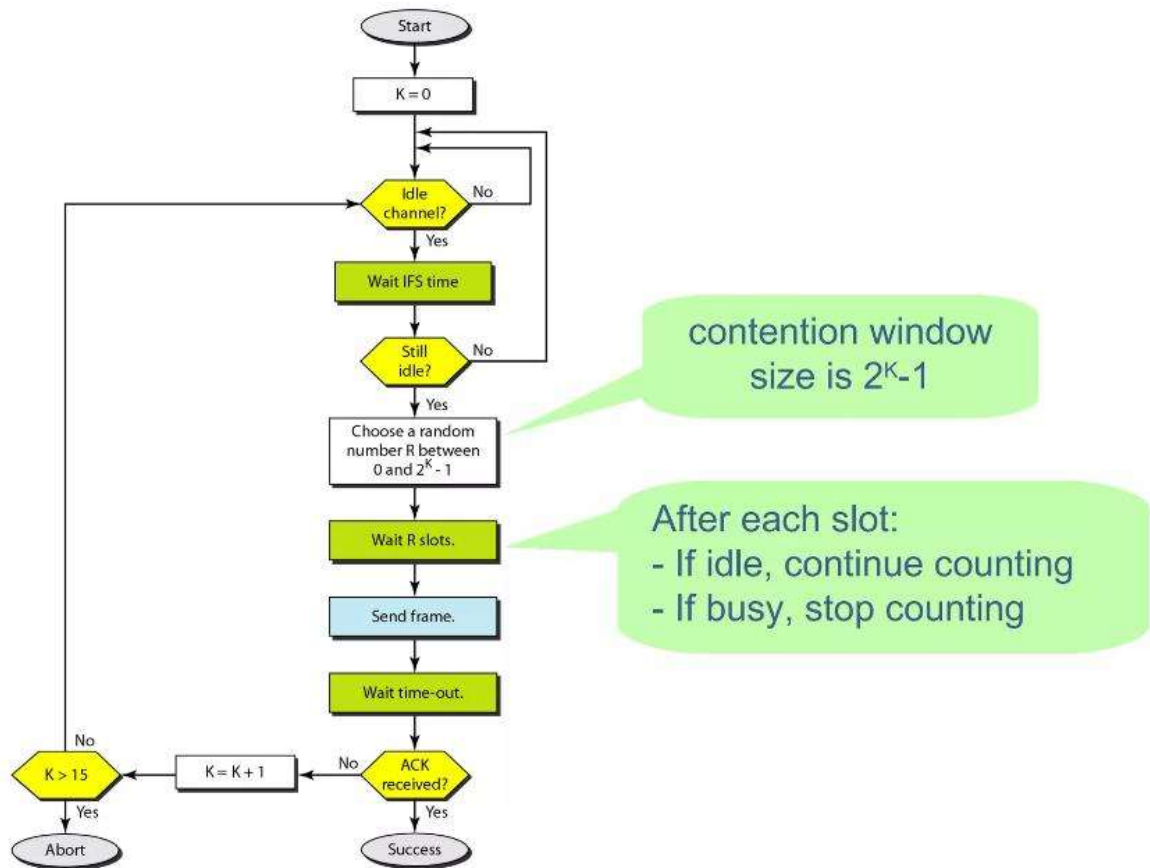 Start
K = 0
Idle
channel?
No
Yes
Wait IFS time
Still
idle?
No
Yes
contention window
size is 2ᴷ-1
Choose a random
number R between
0 and 2ᴷ - 1
Wait R slots.
After each slot:
- If idle, continue counting
- If busy, stop counting
Send frame.
Wait time-out.
ACK
received?
No
Yes
K = K + 1
K > 15
No
Yes
Abort
Success